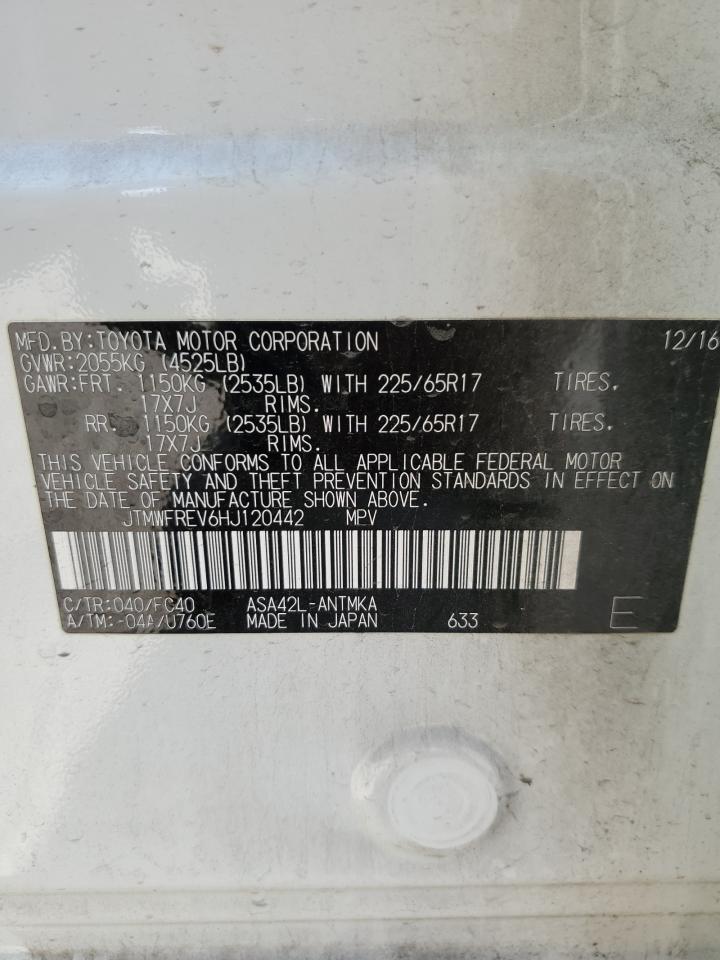 MFD.BY:TOYOTA MOTOR CORPORATION 12/16
GVWR:2055KG (4525LB)
GAWR:FRT. 1150KG (2535LB) WITH 225/65R17 TIRES,
17X7J RIMS.
RR. 1150KG (2535LB) WITH 225/65R17 TIRES,
17X7J RIMS.
THIS VEHICLE CONFORMS TO ALL APPLICABLE FEDERAL MOTOR
VEHICLE SAFETY AND THEFT PREVENTION STANDARDS IN EFFECT ON
THE DATE OF MANUFACTURE SHOWN ABOVE.
JTMWFREV6HJ120442 MPV
C/TR:040/FC40 ASA42L-ANTMKA
A/TM:-04A/U760E MADE IN JAPAN 633 E